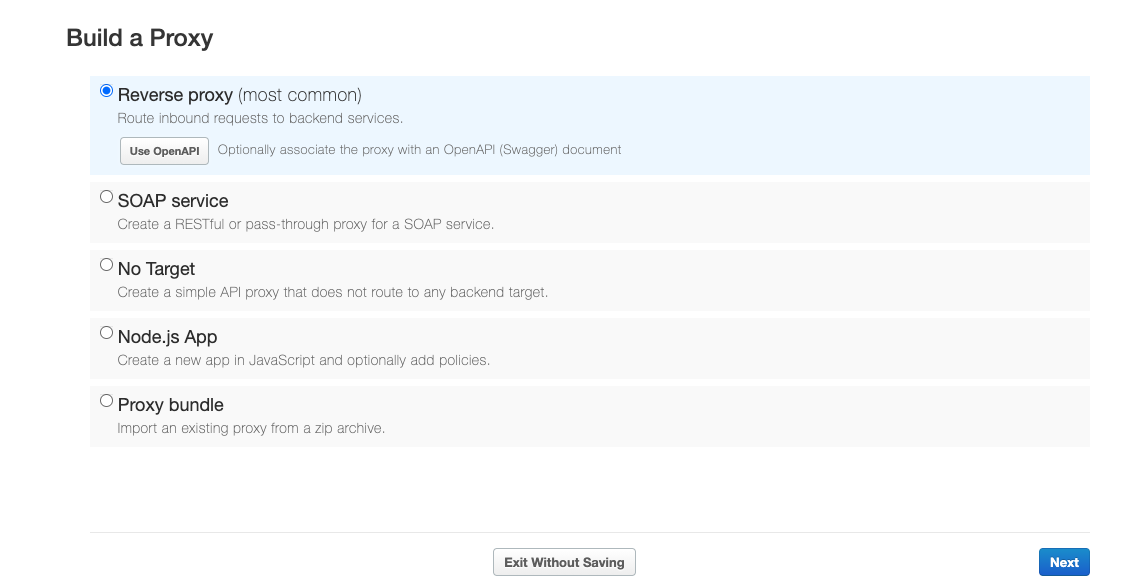 Build a Proxy
Reverse proxy (most common)
Route inbound requests to backend services.
Use OpenAPI Optionally associate the proxy with an OpenAPI (Swagger) document
SOAP service
Create a RESTful or pass-through proxy for a SOAP service.
No Target
Create a simple API proxy that does not route to any backend target.
Node.js App
Create a new app in JavaScript and optionally add policies.
Proxy bundle
Import an existing proxy from a zip archive.
Exit Without Saving Next